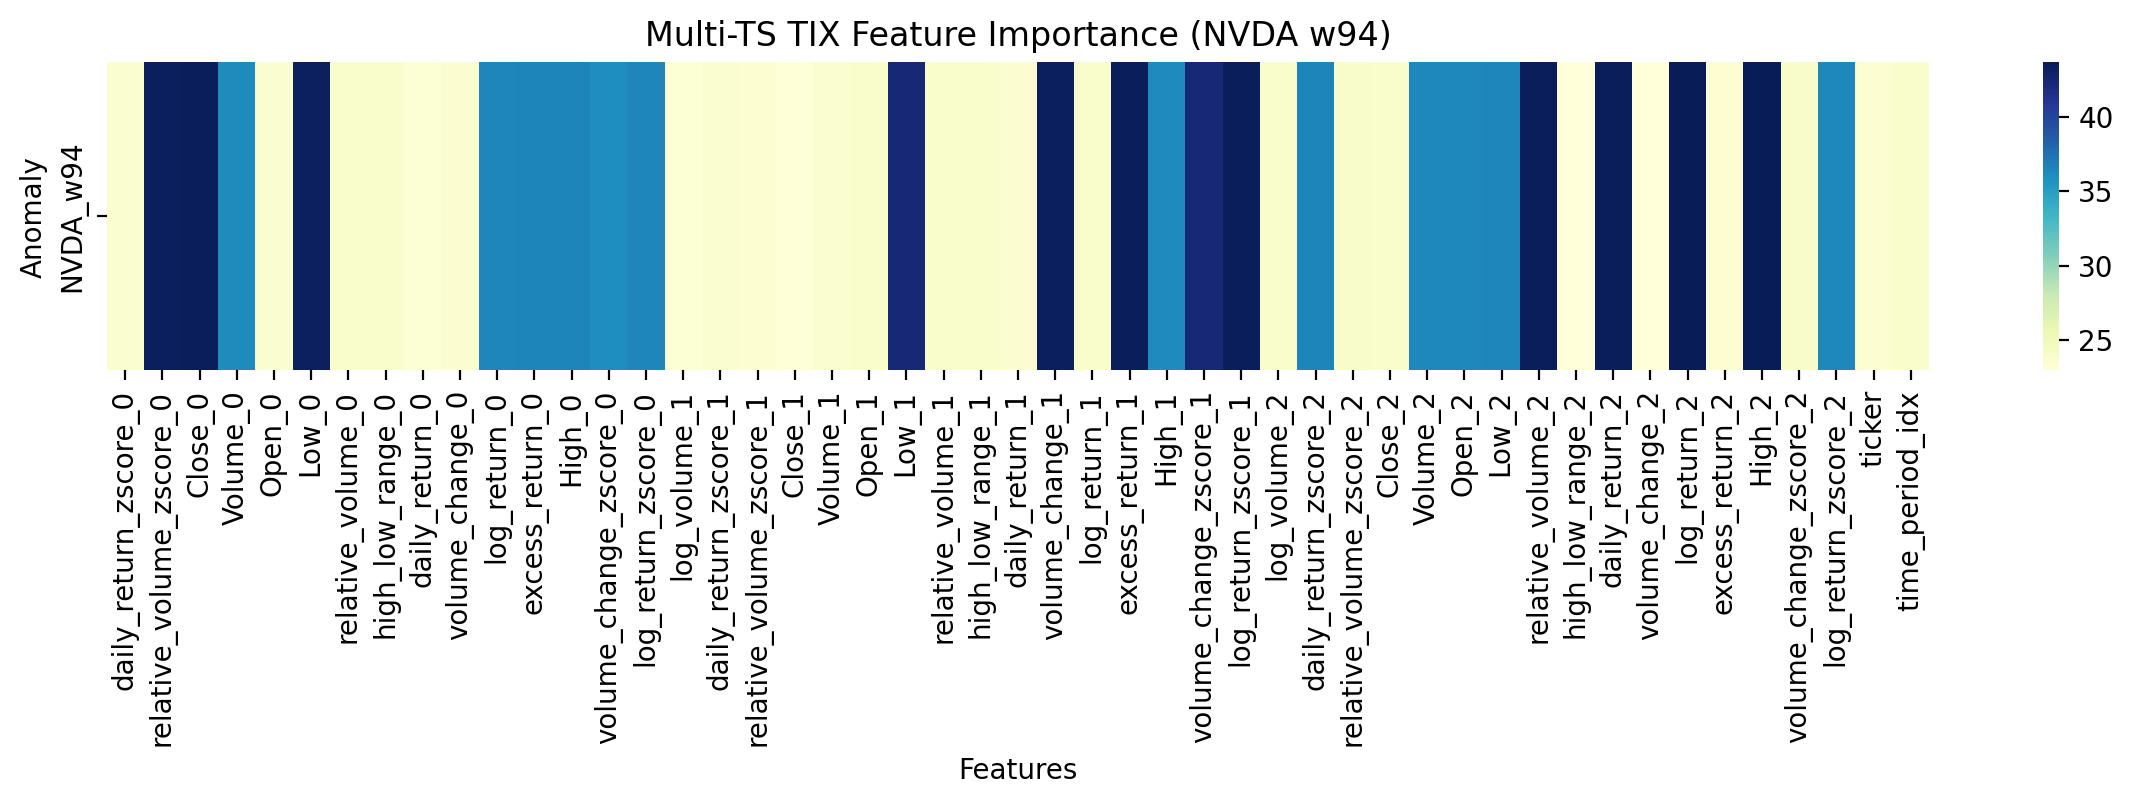 Multi-TS TIX Feature Importance (NVDA w94)
Anomaly
NVDA_w94
40
35
30
25
daily_return_zscore_0
relative_volume_zscore_0
Close_0
Volume_0
Open_0
Low_0
relative_volume_0
high_low_range_0
daily_return_0
volume_change_0
log_return_0
excess_return_0
High_0
volume_change_zscore_0
log_return_zscore_0
log_volume_1
daily_return_zscore_1
relative_volume_zscore_1
Close_1
Volume_1
Open_1
Low_1
relative_volume_1
high_low_range_1
daily_return_1
volume_change_1
log_return_1
excess_return_1
High_1
volume_change_zscore_1
log_return_zscore_1
log_volume_2
daily_return_zscore_2
relative_volume_zscore_2
Close_2
Volume_2
Open_2
Low_2
relative_volume_2
high_low_range_2
daily_return_2
volume_change_2
log_return_2
excess_return_2
High_2
volume_change_zscore_2
log_return_zscore_2
ticker
time_period_idx
Features